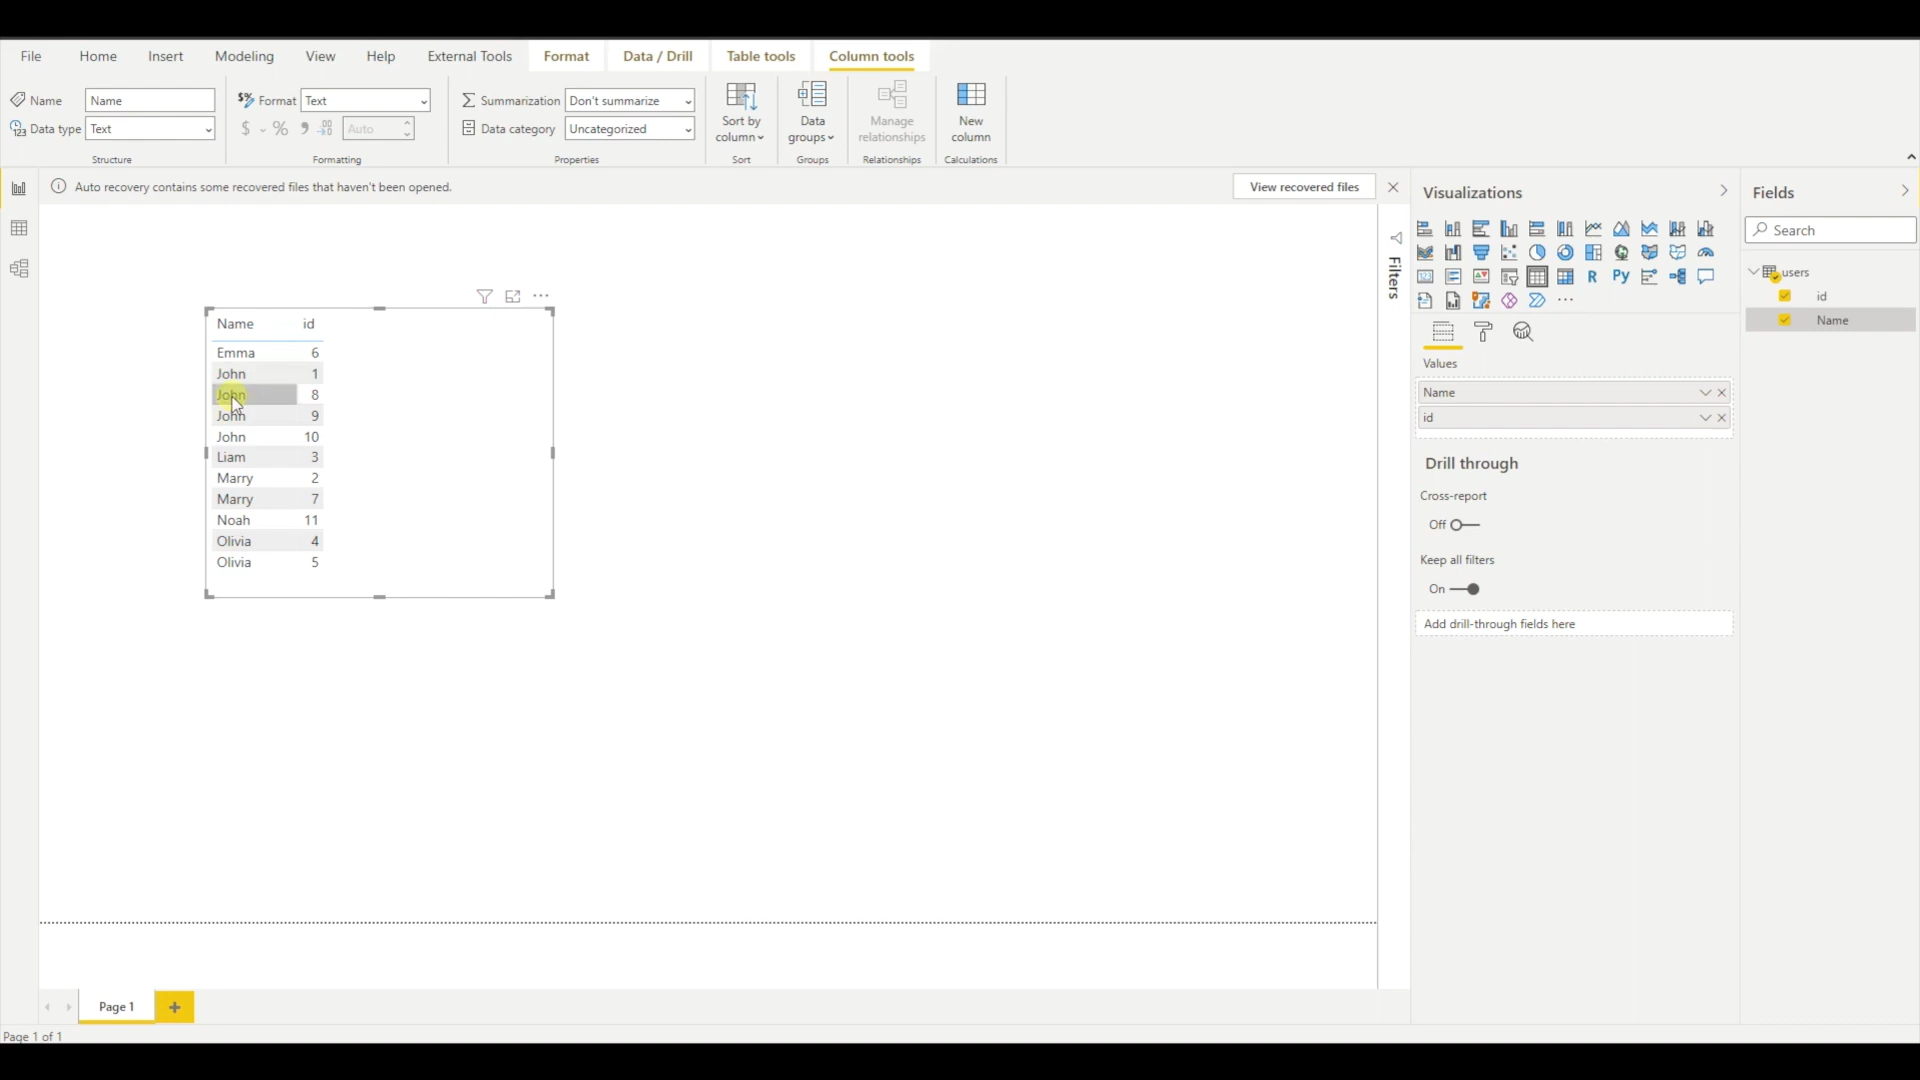 File Home Insert Modeling View Help External Tools Format Data / Drill Table tools Column tools
Name Name
Data type Text
Structure
Format Text
$ % 9 Auto
Formatting
Summarization Don't summarize
Data category Uncategorized
Properties
Sort by
column
Sort
Data
groups
Groups
Manage
relationships
Relationships
New
column
Calculations
Auto recovery contains some recovered files that haven't been opened.
View recovered files
Name id
Emma 6
John 1
John 8
John 9
John 10
Liam 3
Marry 2
Marry 7
Noah 11
Olivia 4
Olivia 5
Filters
Visualizations
123
R Py
Values
Name
id
Drill through
Cross-report
Off
Keep all filters
On
Add drill-through fields here
Fields
Search
users
id
Name
Page 1
Page 1 of 1